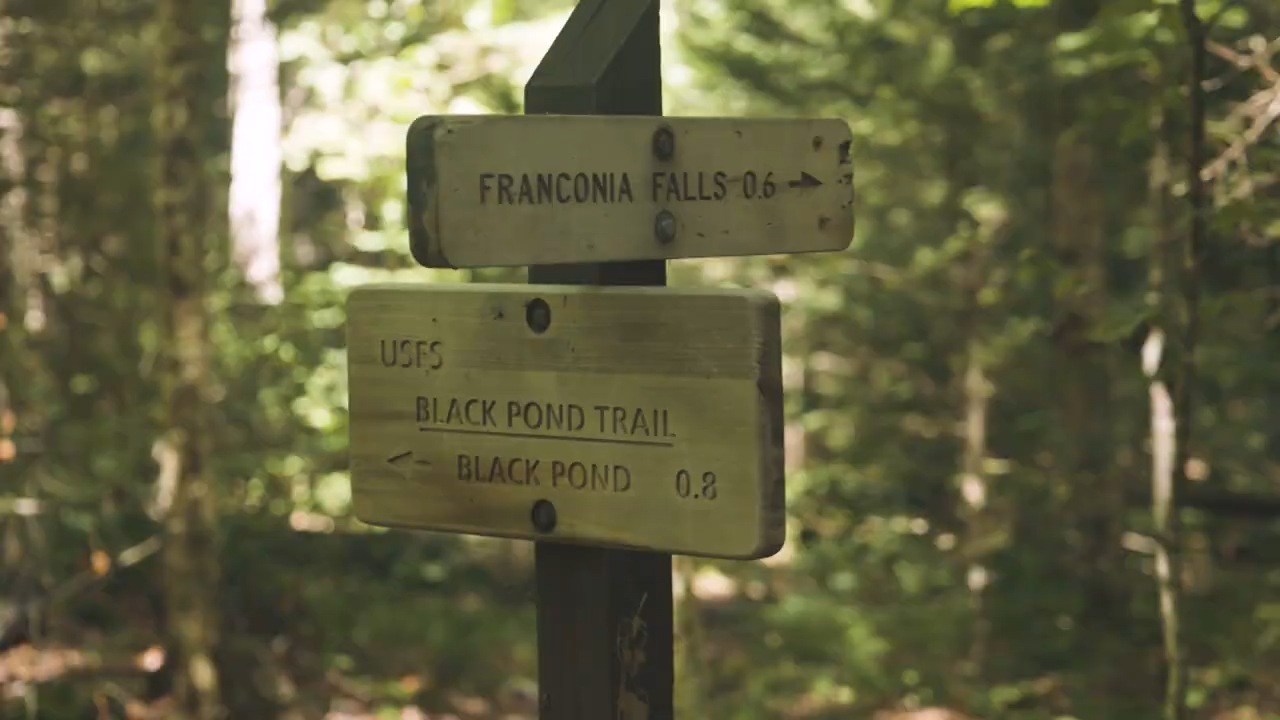 FRANCONIA FALLS 0.6 →
USFS
BLACK POND TRAIL
<- BLACK POND 0.8